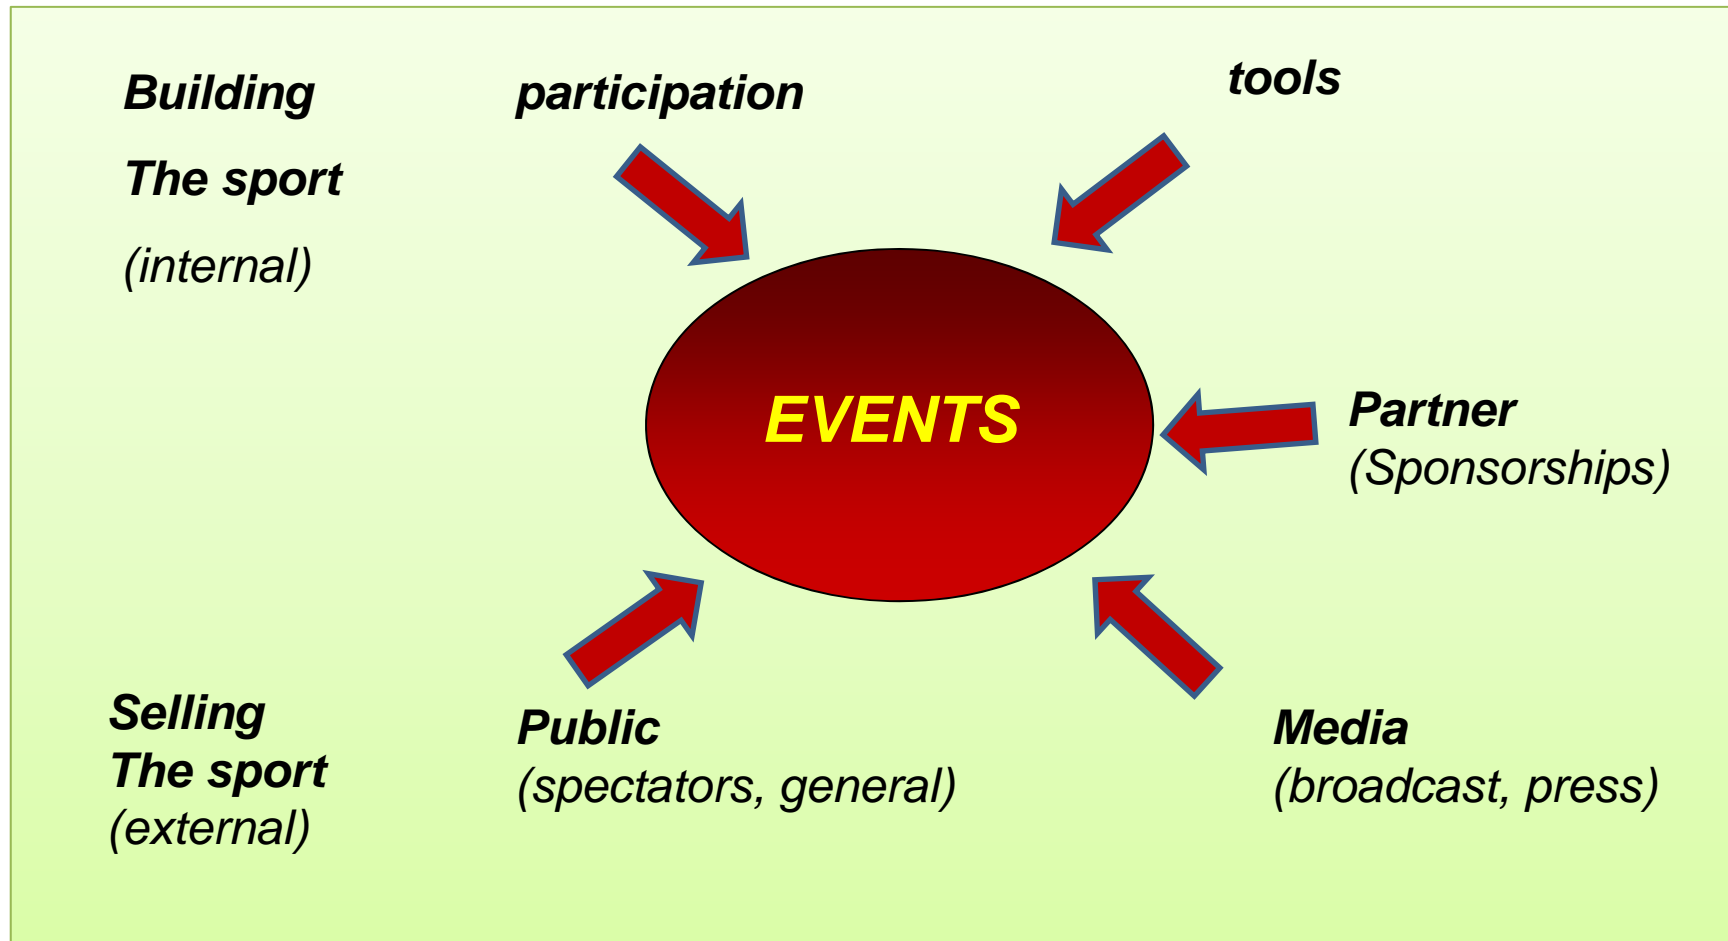 Building
The sport
(internal)
participation
tools
EVENTS
Partner
(Sponsorships)
Selling
The sport
(external)
Public
(spectators, general)
Media
(broadcast, press)